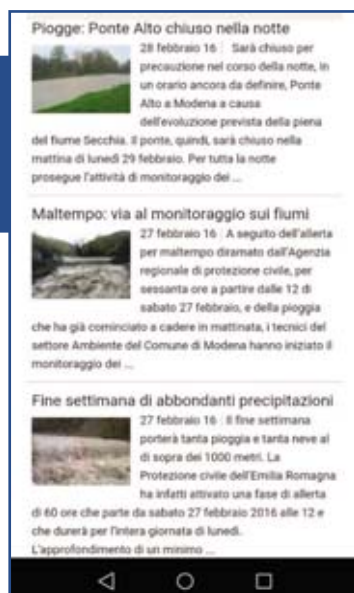 Piogge: Ponte Alto chiuso nella notte
28 febbraio 16 | Sarà chiuso per
precauzione nel corso della notte, in
un orario ancora da definire, Ponte
Alto a Modena a causa
dell'evoluzione prevista della piena
del fiume Secchia. Il ponte, quindi, sarà chiuso nella
mattina di lunedì 29 febbraio. Per tutta la notte
prosegue l'attività di monitoraggio dei ...
Maltempo: via al monitoraggio sui fiumi
27 febbraio 16 | A seguito dell'allerta
per maltempo diramato dall'Agenzia
regionale di protezione civile, per
sessanta ore a partire dalle 12 di
sabato 27 febbraio, e della pioggia
che ha già cominciato a cadere in mattinata, i tecnici del
settore Ambiente del Comune di Modena hanno iniziato il
monitoraggio dei ...
Fine settimana di abbondanti precipitazioni
27 febbraio 16 | Il fine settimana
porterà tanta pioggia e tanta neve al
di sopra dei 1000 metri. La
Protezione civile dell'Emilia Romagna
ha infatti attivato una fase di allerta
di 60 ore che parte da sabato 27 febbraio 2016 alle 12 e
che durerà per l'intera giornata di lunedì.
L'approfondimento di un minimo ...